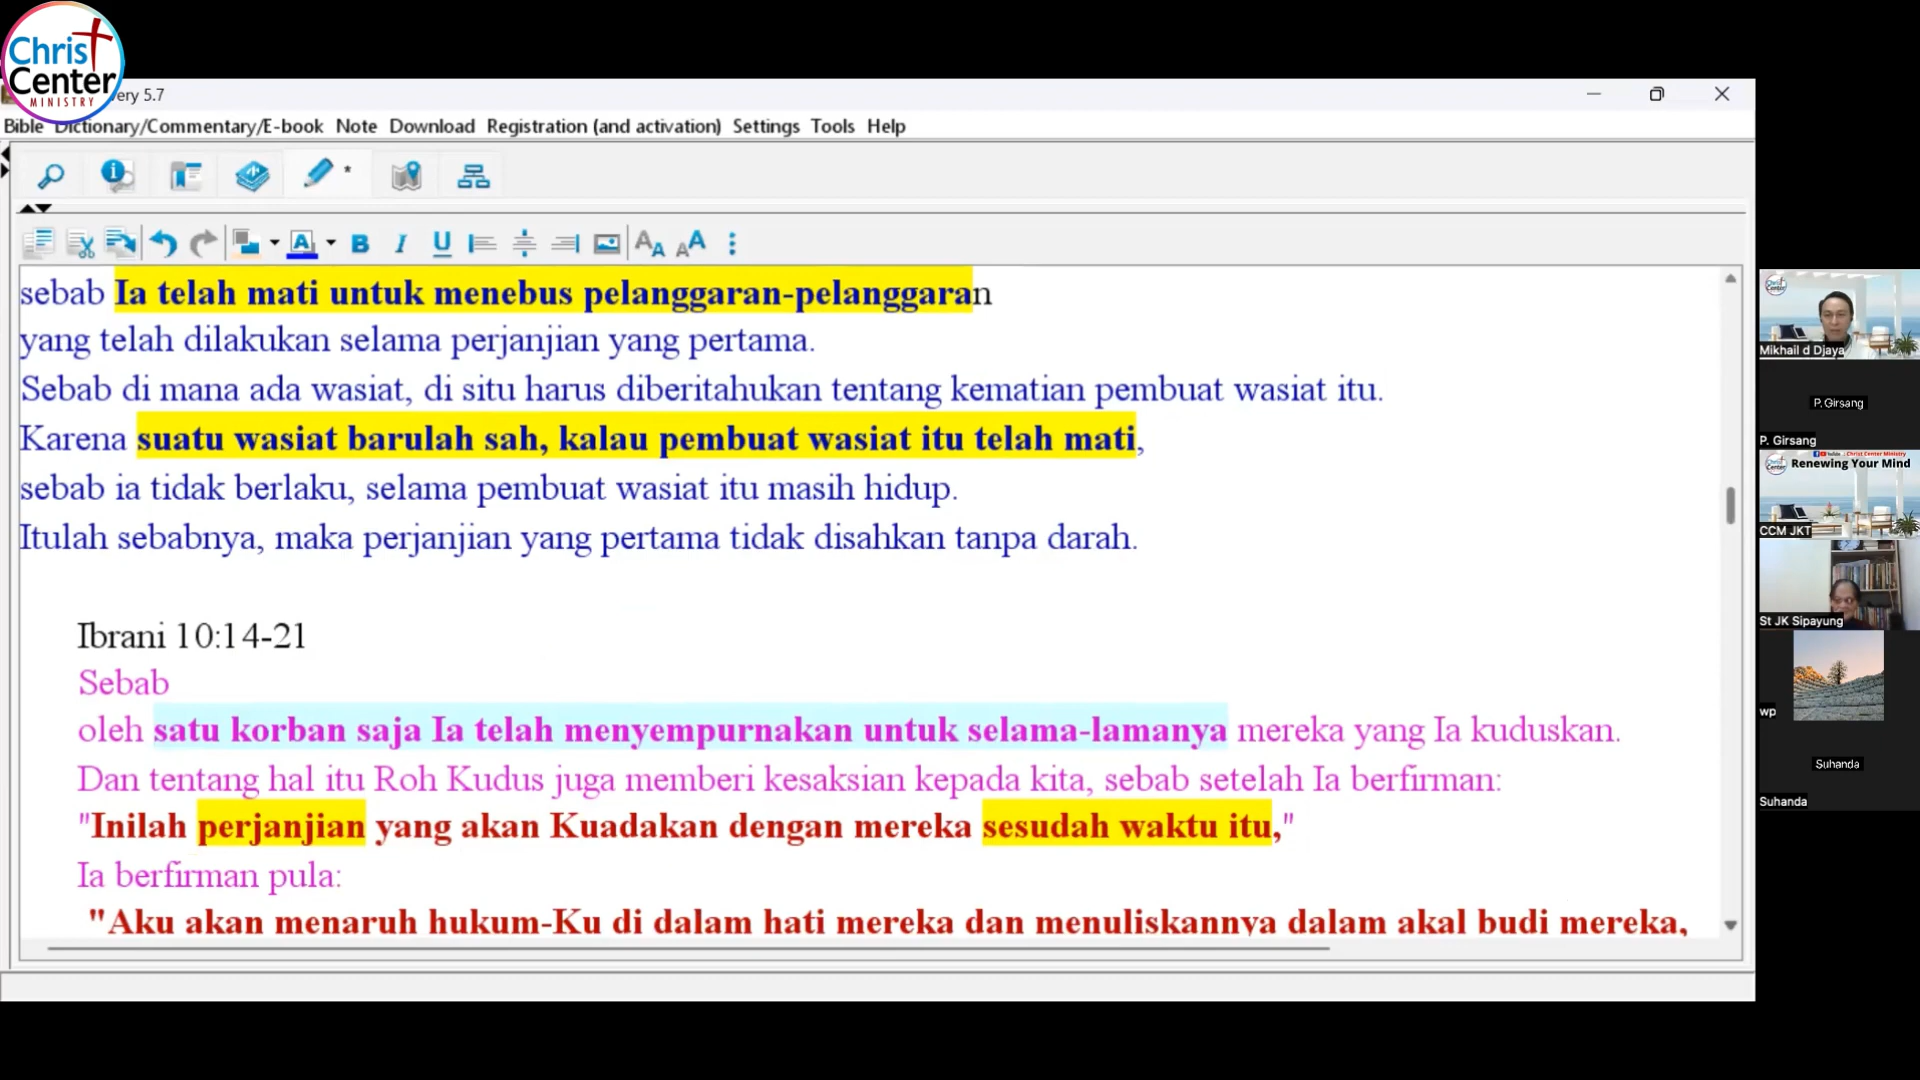 Christ
Center
MINISTRY
ery 5.7
Bible Dictionary/Commentary/E-book Note Download Registration (and activation) Settings Tools Help
sebab Ia telah mati untuk menebus pelanggaran-pelanggaran
yang telah dilakukan selama perjanjian yang pertama.
Sebab di mana ada wasiat, di situ harus diberitahukan tentang kematian pembuat wasiat itu.
Karena suatu wasiat barulah sah, kalau pembuat wasiat itu telah mati,
sebab ia tidak berlaku, selama pembuat wasiat itu masih hidup.
Itulah sebabnya, maka perjanjian yang pertama tidak disahkan tanpa darah.
Ibrani 10:14-21
Sebab
oleh satu korban saja Ia telah menyempurnakan untuk selama-lamanya mereka yang Ia kuduskan.
Dan tentang hal itu Roh Kudus juga memberi kesaksian kepada kita, sebab setelah Ia berfirman:
"Inilah perjanjian yang akan Kuadakan dengan mereka sesudah waktu itu,"
Ia berfirman pula:
"Aku akan menaruh hukum-Ku di dalam hati mereka dan menuliskannya dalam akal budi mereka,
Mikhail d Djaya
P. Girsang
P. Girsang
Christ Center Ministry
Renewing Your Mind
CCM JKT
St JK Sipayung
wp
Suhanda
Suhanda